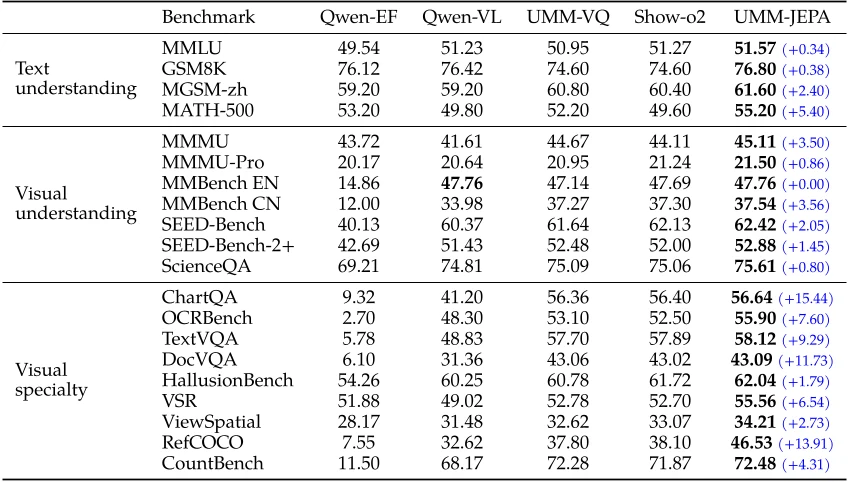 Benchmark Qwen-EF Qwen-VL UMM-VQ Show-o2 UMM-JEPA
Text understanding
MMLU 49.54 51.23 50.95 51.27 51.57 (+0.34)
GSM8K 76.12 76.42 74.60 74.60 76.80 (+0.38)
MGSM-zh 59.20 59.20 60.80 60.40 61.60 (+2.40)
MATH-500 53.20 49.80 52.20 49.60 55.20 (+5.40)
Visual understanding
MMMU 43.72 41.61 44.67 44.11 45.11 (+3.50)
MMMU-Pro 20.17 20.64 20.95 21.24 21.50 (+0.86)
MMBench EN 14.86 47.76 47.14 47.69 47.76 (+0.00)
MMBench CN 12.00 33.98 37.27 37.30 37.54 (+3.56)
SEED-Bench 40.13 60.37 61.64 62.13 62.42 (+2.05)
SEED-Bench-2+ 42.69 51.43 52.48 52.00 52.88 (+1.45)
ScienceQA 69.21 74.81 75.09 75.06 75.61 (+0.80)
Visual specialty
ChartQA 9.32 41.20 56.36 56.40 56.64 (+15.44)
OCRBench 2.70 48.30 53.10 52.50 55.90 (+7.60)
TextVQA 5.78 48.83 57.70 57.89 58.12 (+9.29)
DocVQA 6.10 31.36 43.06 43.02 43.09 (+11.73)
HallusionBench 54.26 60.25 60.78 61.72 62.04 (+1.79)
VSR 51.88 49.02 52.78 52.70 55.56 (+6.54)
ViewSpatial 28.17 31.48 32.62 33.07 34.21 (+2.73)
RefCOCO 7.55 32.62 37.80 38.10 46.53 (+13.91)
CountBench 11.50 68.17 72.28 71.87 72.48 (+4.31)